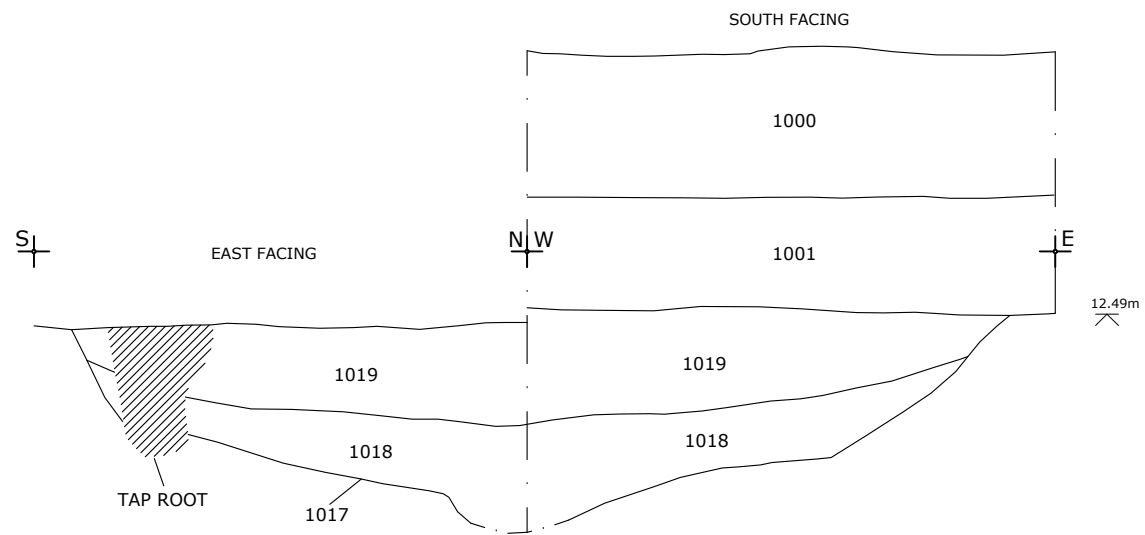 SOUTH FACING
1000
S
EAST FACING
N W
1001
E
12.49m
1019
1019
1018
1018
TAP ROOT
1017